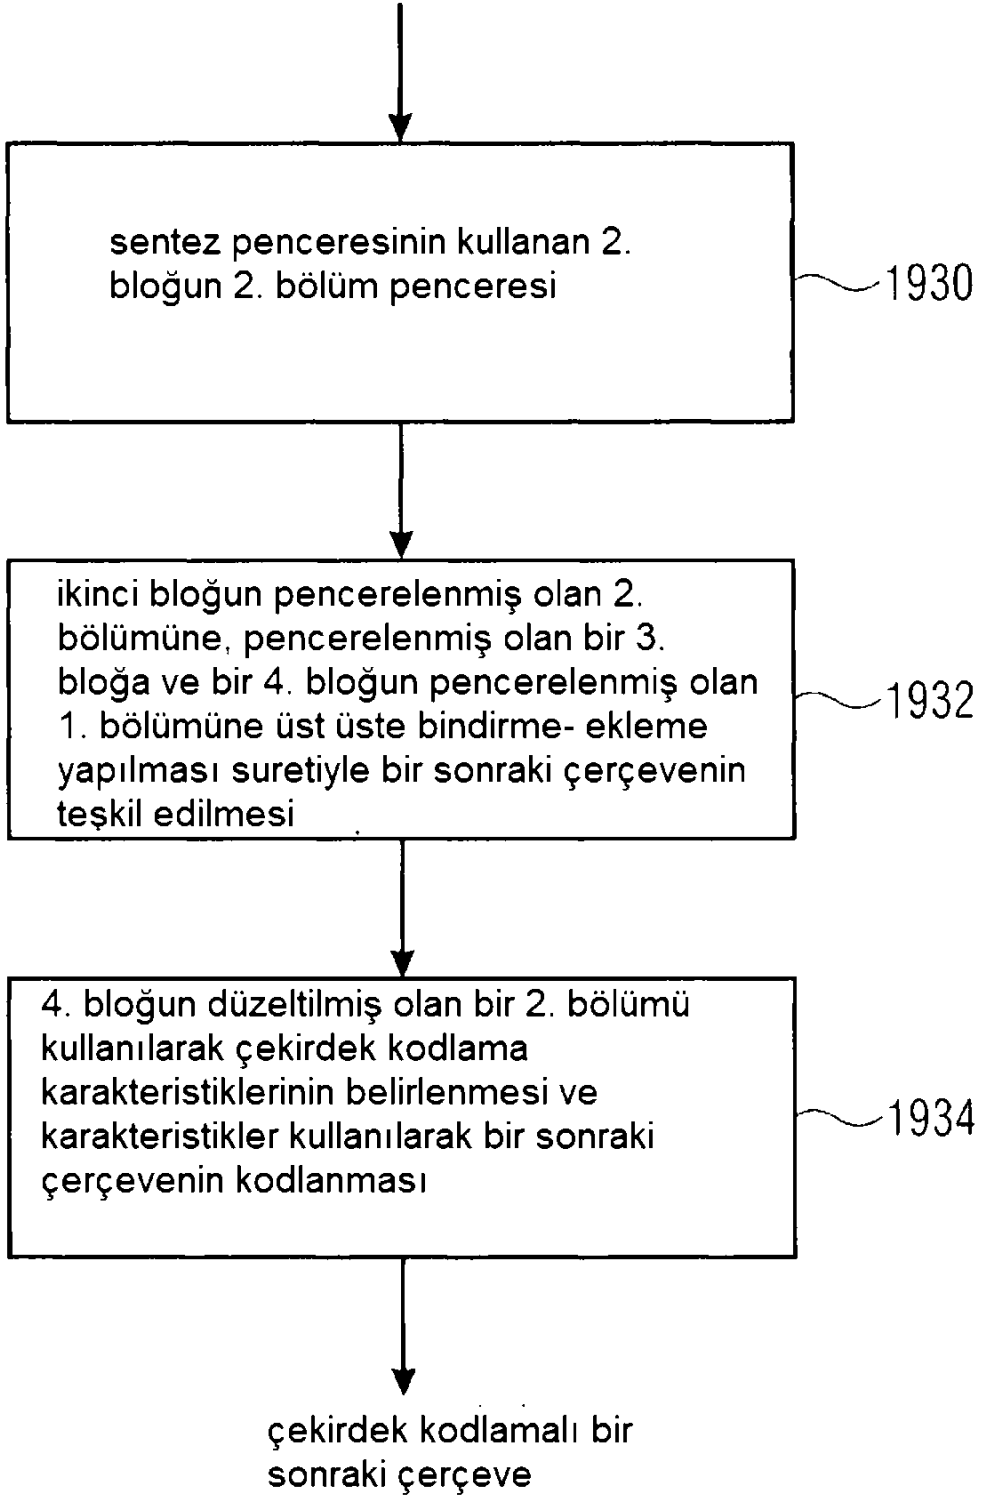 sentez penceresinin kullanan 2.
bloğun 2. bölüm penceresi
1930
ikinci bloğun pencerelenmiş olan 2.
bölümüne, pencerelenmiş olan bir 3.
bloğa ve bir 4. bloğun pencerelenmiş olan
1. bölümüne üst üste bindirme- ekleme
yapılması suretiyle bir sonraki çerçevenin
teşkil edilmesi
1932
4. bloğun düzeltilmiş olan bir 2. bölümü
kullanılarak çekirdek kodlama
karakteristiklerinin belirlenmesi ve
karakteristikler kullanılarak bir sonraki
çerçevenin kodlanması
1934
çekirdek kodlamalı bir
sonraki çerçeve